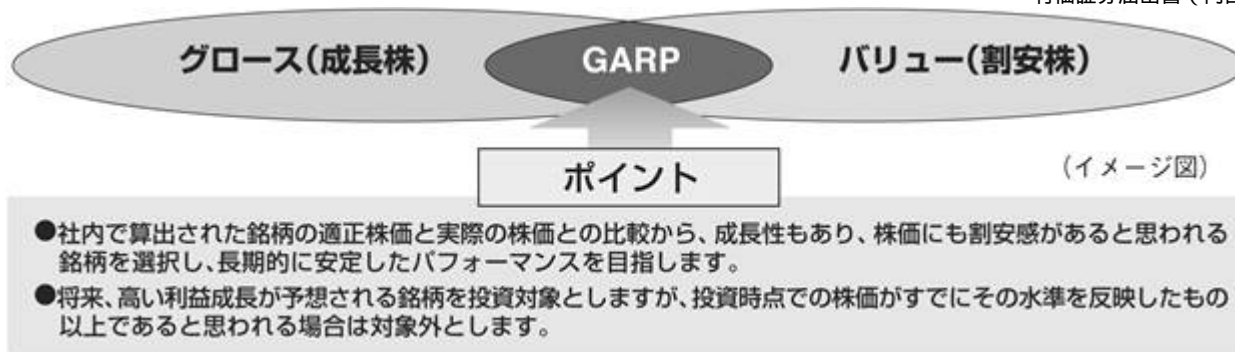 グロース(成長株) GARP バリュー(割安株)
ポイント
(イメージ図)
●社内で算出された銘柄の適正株価と実際の株価との比較から、成長性もあり、株価にも割安感があると思われる
銘柄を選択し、長期的に安定したパフォーマンスを目指します。
●将来、高い利益成長が予想される銘柄を投資対象としますが、投資時点での株価がすでにその水準を反映したもの
以上であると思われる場合は対象外とします。